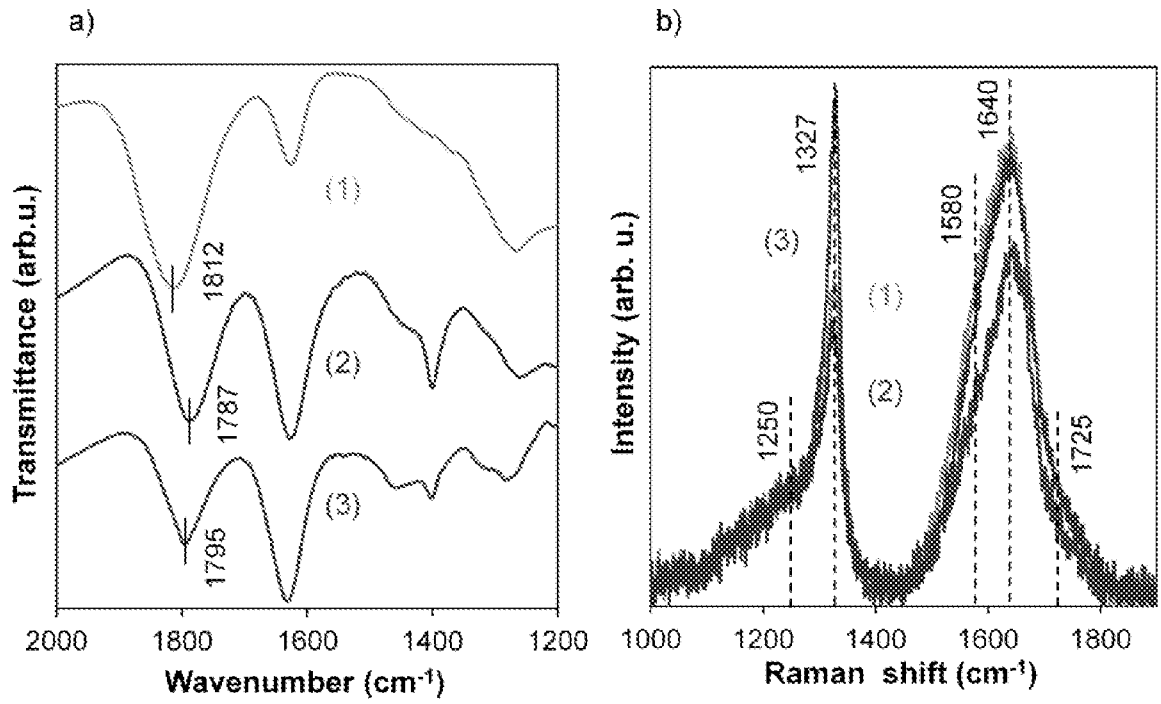 a)
Transmittance (arb.u.)
(1)
1812
(2)
1787
(3)
1795
2000 1800 1600 1400 1200
Wavenumber (cm⁻¹)
b)
Intensity (arb. u.)
1327
1640
1580
(3)
(1)
(2)
1250
1725
1000 1200 1400 1600 1800
Raman shift (cm⁻¹)